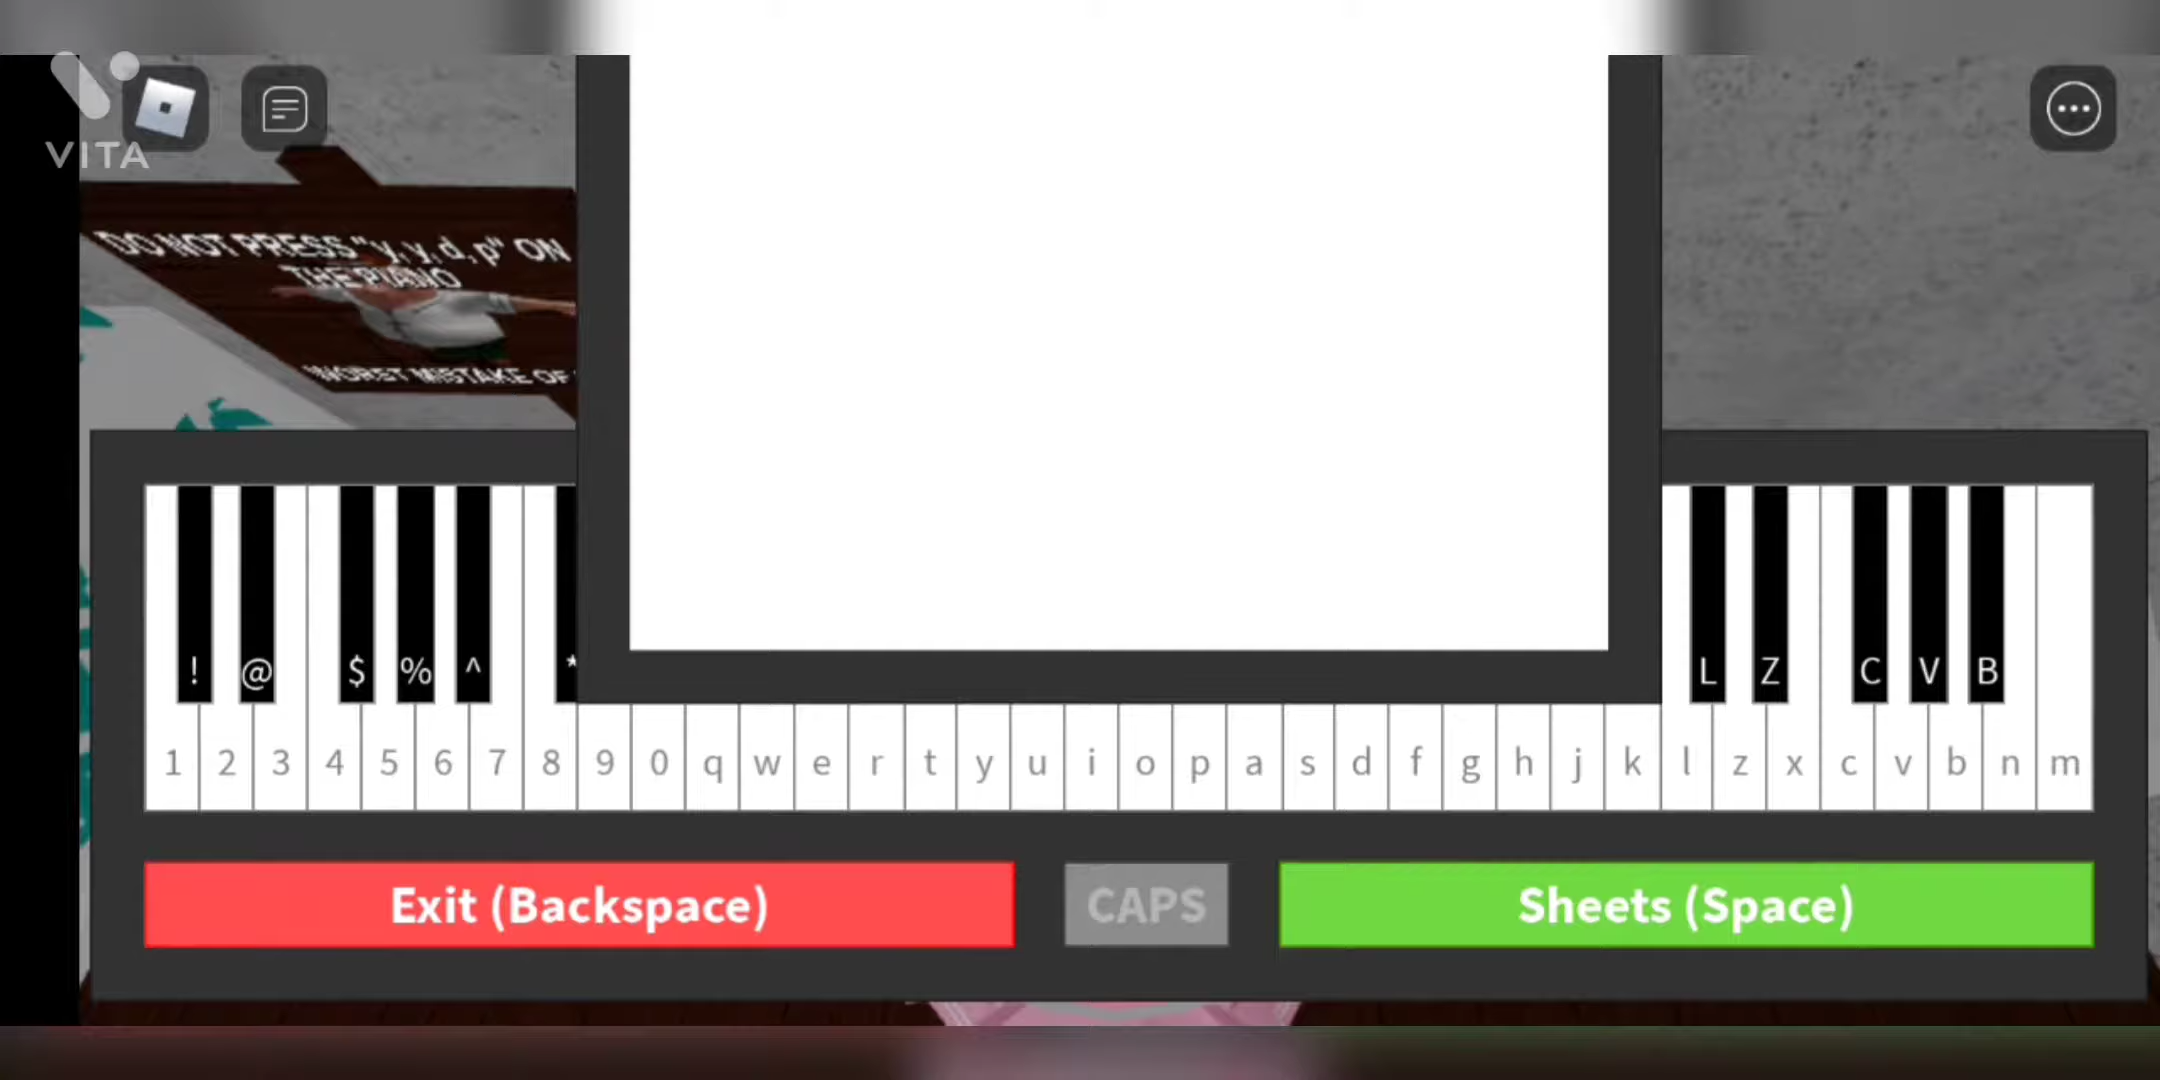 VITA
DO NOT PRESS "y, y, d, p" ON
THE PIANO
WORST MISTAKE OF
! @ $ % ^ * L Z C V B
1 2 3 4 5 6 7 8 9 0 q w e r t y u i o p a s d f g h j k l z x c v b n m
Exit (Backspace) CAPS Sheets (Space)